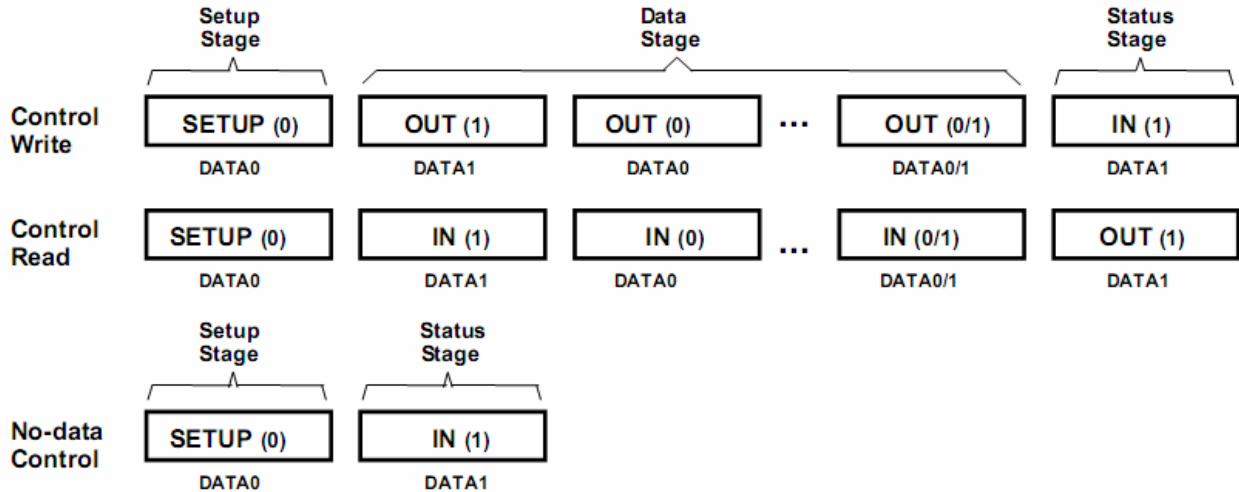 Setup
Stage
Data
Stage
Status
Stage
Control
Write
SETUP (0)
OUT (1)
OUT (0)
...
OUT (0/1)
IN (1)
DATA0
DATA1
DATA0
DATA0/1
DATA1
Control
Read
SETUP (0)
IN (1)
IN (0)
...
IN (0/1)
OUT (1)
DATA0
DATA1
DATA0
DATA0/1
DATA1
Setup
Stage
Status
Stage
No-data
Control
SETUP (0)
IN (1)
DATA0
DATA1